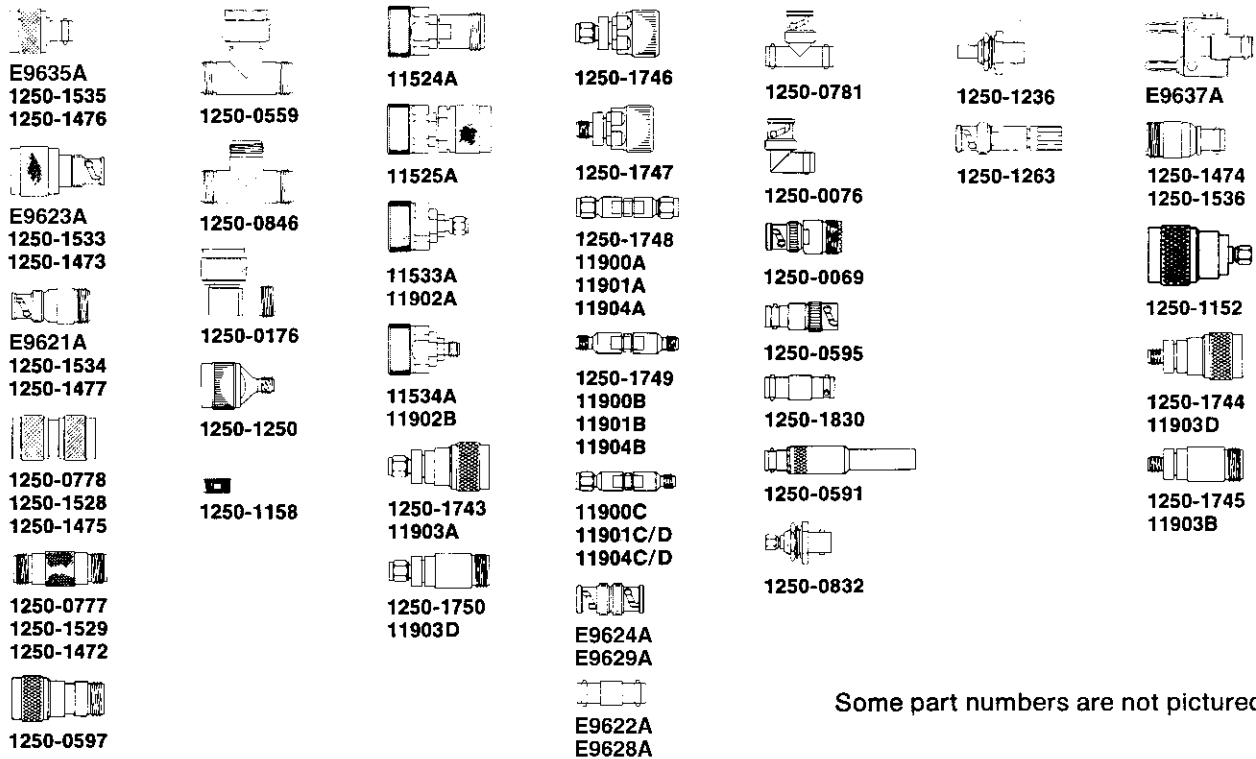 E9635A
1250-1535
1250-1476
E9623A
1250-1533
1250-1473
E9621A
1250-1534
1250-1477
1250-0778
1250-1528
1250-1475
1250-0777
1250-1529
1250-1472
1250-0597
1250-0559
1250-0846
1250-0176
1250-1250
1250-1158
11524A
11525A
11533A
11902A
11534A
11902B
1250-1743
11903A
1250-1750
11903D
1250-1746
1250-1747
1250-1748
11900A
11901A
11904A
1250-1749
11900B
11901B
11904B
11900C
11901C/D
11904C/D
E9624A
E9629A
E9622A
E9628A
1250-0781
1250-0076
1250-0069
1250-0595
1250-1830
1250-0591
1250-0832
1250-1236
1250-1263
E9637A
1250-1474
1250-1536
1250-1152
1250-1744
11903D
1250-1745
11903B
Some part numbers are not pictured